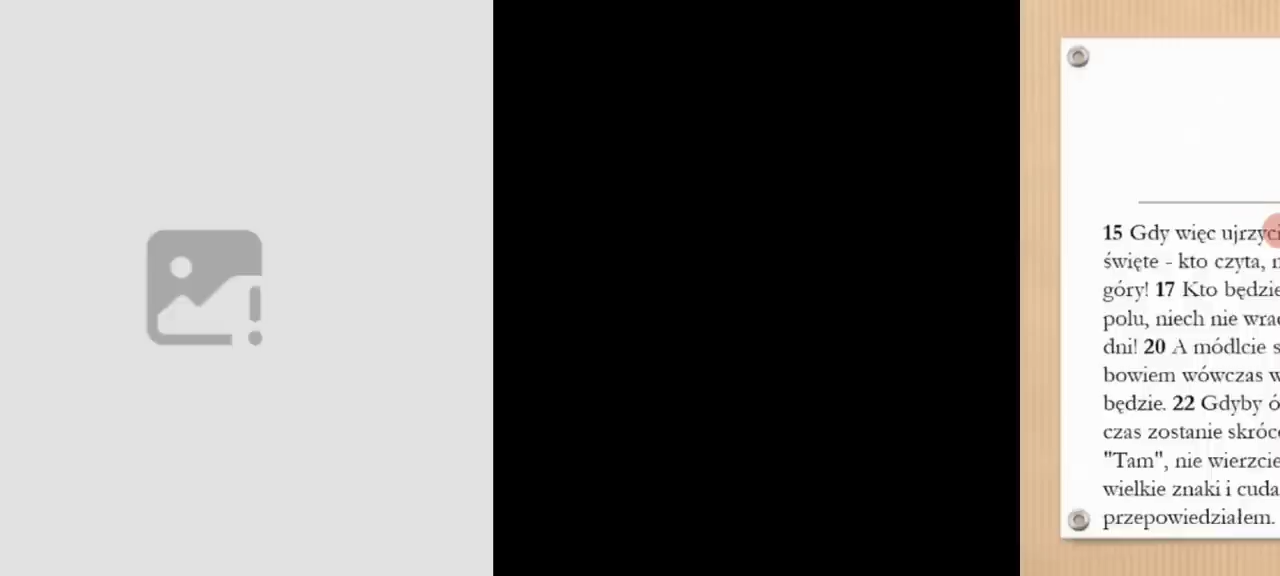 15 Gdy więc ujrzyci
święte - kto czyta, n
góry! 17 Kto będzie
polu, niech nie wrac
dni! 20 A módlcie s
bowiem wówczas w
będzie. 22 Gdyby ó
czas zostanie skróc
"Tam", nie wierzcie
wielkie znaki i cuda
przepowiedziałem.